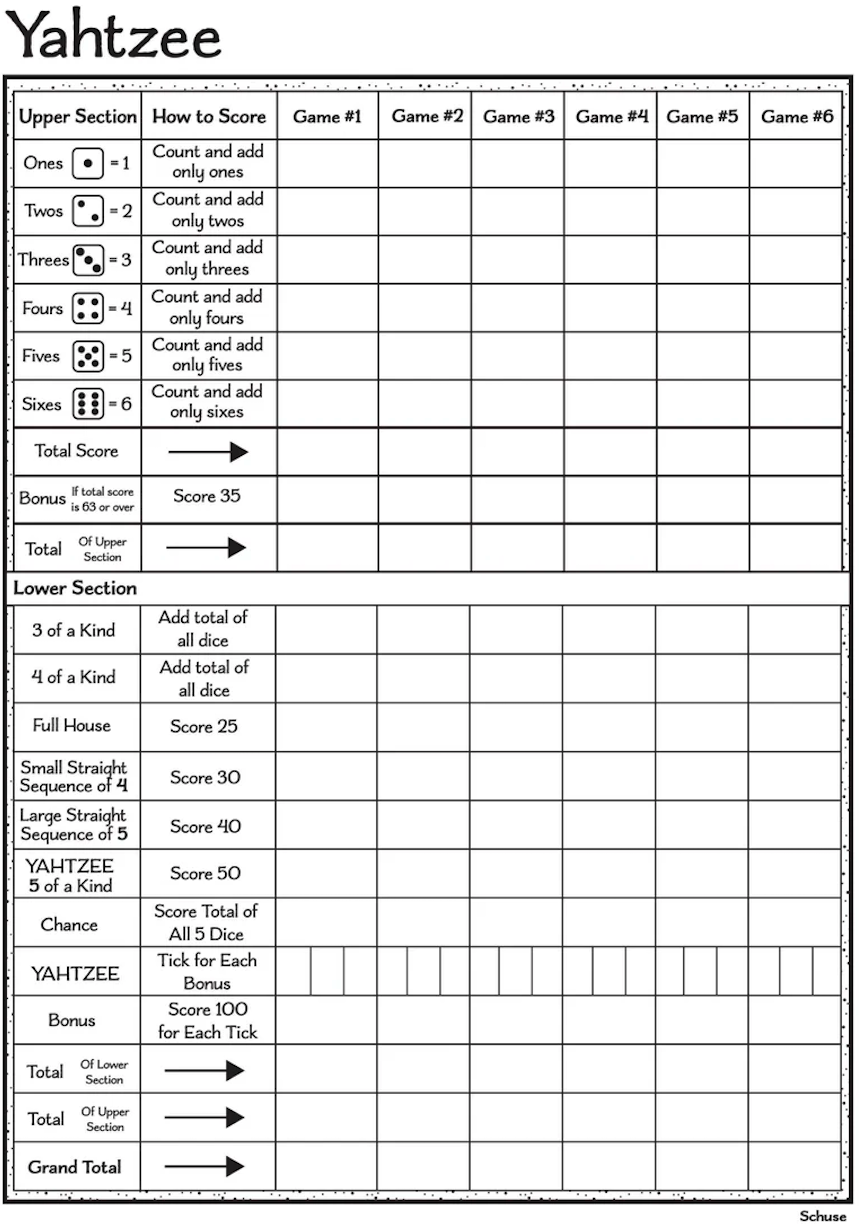 Yahtzee
Upper Section How to Score Game #1 Game #2 Game #3 Game #4 Game #5 Game #6
Ones = 1 Count and add
only ones
Twos = 2 Count and add
only twos
Threes = 3 Count and add
only threes
Fours = 4 Count and add
only fours
Fives = 5 Count and add
only fives
Sixes = 6 Count and add
only sixes
Total Score
Bonus If total score
is 63 or over
Score 35
Total Of Upper
Section
Lower Section
3 of a Kind Add total of
all dice
4 of a Kind Add total of
all dice
Full House Score 25
Small Straight
Sequence of 4
Score 30
Large Straight
Sequence of 5
Score 40
YAHTZEE
5 of a Kind
Score 50
Chance Score Total of
All 5 Dice
YAHTZEE Tick for Each
Bonus
Bonus Score 100
for Each Tick
Total Of Lower
Section
Total Of Upper
Section
Grand Total
Schuse